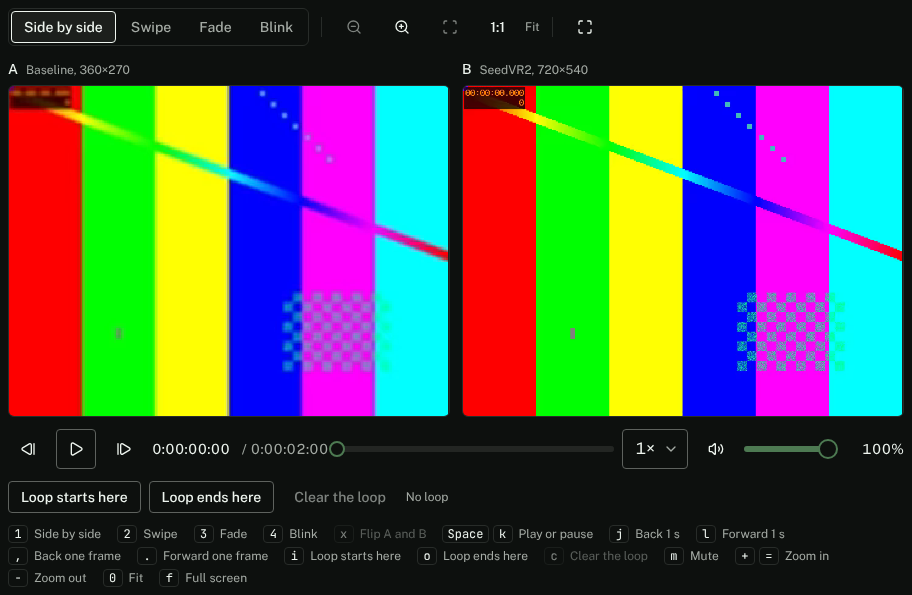 Side by side Swipe Fade Blink 1:1 Fit
A Baseline, 360×270
B SeedVR2, 720×540
00:00:00.000
0
0:00:00:00 / 0:00:02:00 1× 100%
Loop starts here Loop ends here Clear the loop No loop
1 Side by side 2 Swipe 3 Fade 4 Blink x Flip A and B Space k Play or pause j Back 1 s l Forward 1 s
, Back one frame . Forward one frame i Loop starts here o Loop ends here c Clear the loop m Mute + = Zoom in
- Zoom out 0 Fit f Full screen